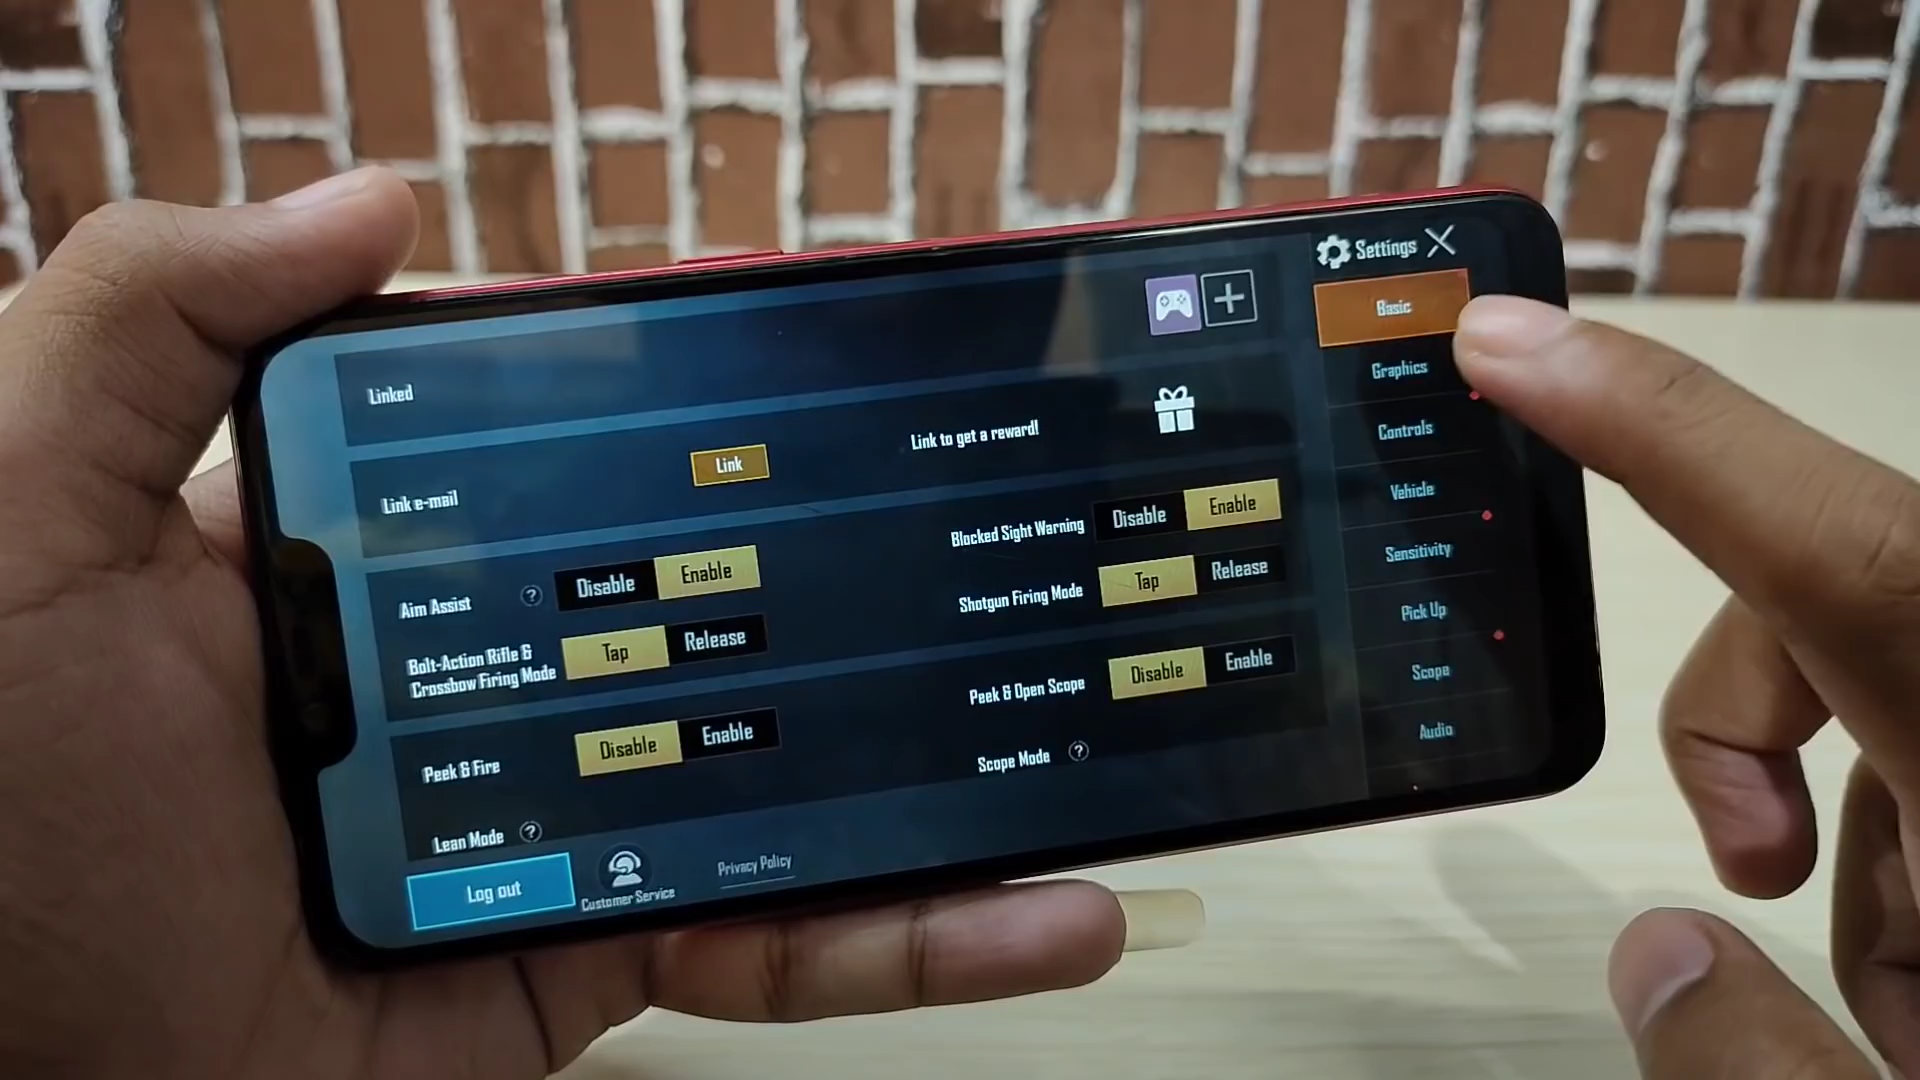 Settings
Basic
Graphics
Controls
Vehicle
Sensitivity
Pick Up
Scope
Audio
Linked
Link e-mail
Link
Link to get a reward!
Aim Assist ? Disable Enable
Blocked Sight Warning Disable Enable
Bolt-Action Rifle &
Crossbow Firing Mode Tap Release
Shotgun Firing Mode Tap Release
Peek & Fire Disable Enable
Peek & Open Scope Disable Enable
Lean Mode ?
Scope Mode ?
Log out
Customer Service
Privacy Policy